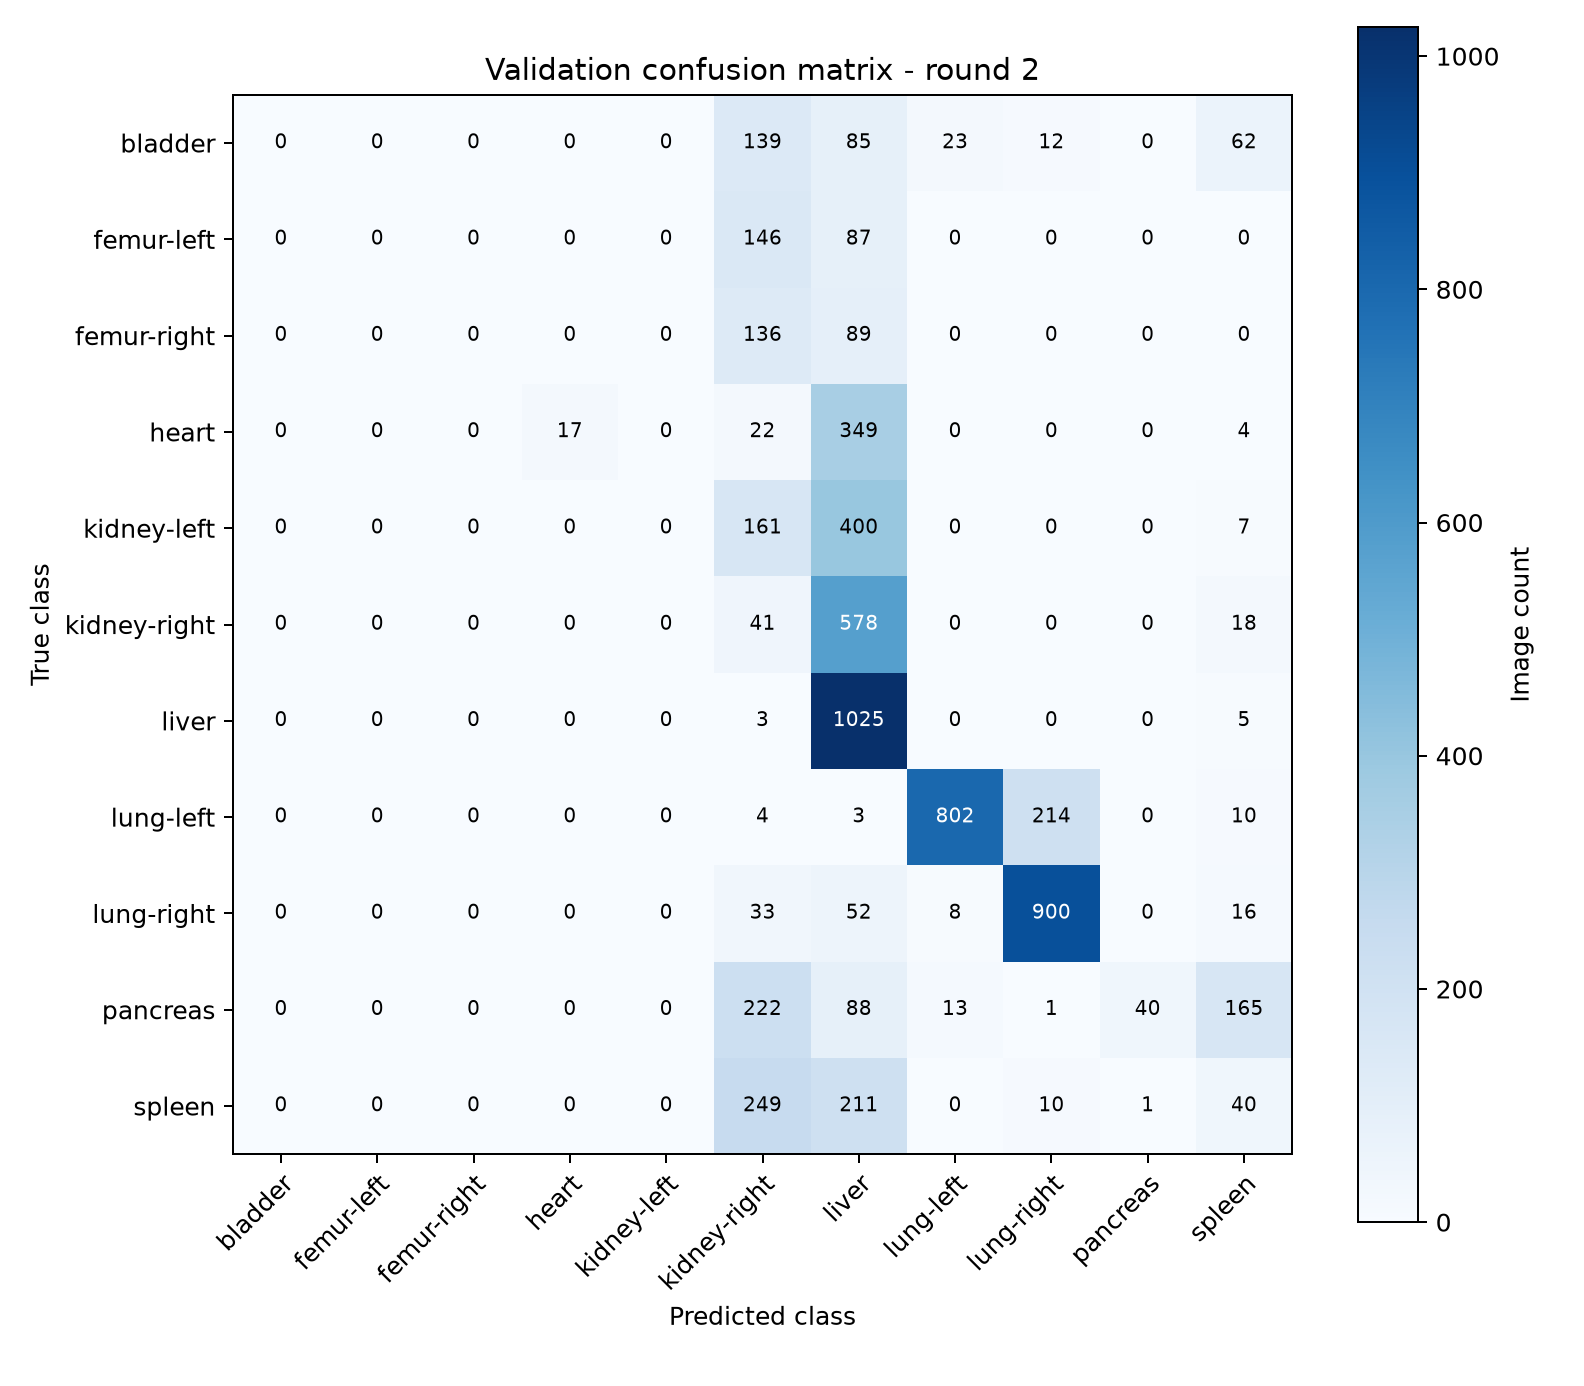 Validation confusion matrix - round 2
True class
bladder 0 0 0 0 0 139 85 23 12 0 62
femur-left 0 0 0 0 0 146 87 0 0 0 0
femur-right 0 0 0 0 0 136 89 0 0 0 0
heart 0 0 0 17 0 22 349 0 0 0 4
kidney-left 0 0 0 0 0 161 400 0 0 0 7
kidney-right 0 0 0 0 0 41 578 0 0 0 18
liver 0 0 0 0 0 3 1025 0 0 0 5
lung-left 0 0 0 0 0 4 3 802 214 0 10
lung-right 0 0 0 0 0 33 52 8 900 0 16
pancreas 0 0 0 0 0 222 88 13 1 40 165
spleen 0 0 0 0 0 249 211 0 10 1 40
bladder femur-left femur-right heart kidney-left kidney-right liver lung-left lung-right pancreas spleen
Predicted class
1000
800
600
400
200
0
Image count